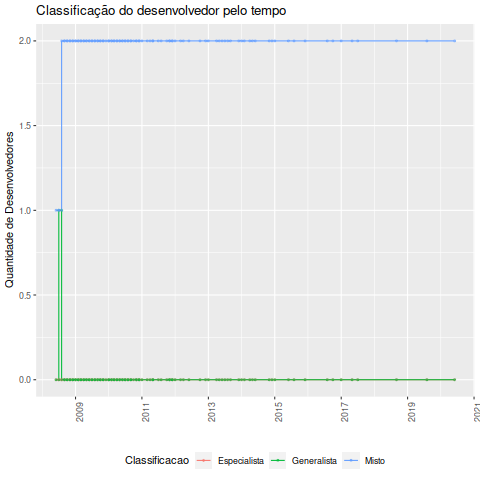 Classificação do desenvolvedor pelo tempo
Quantidade de Desenvolvedores
2.0
1.5
1.0
0.5
0.0
2009
2011
2013
2015
2017
2019
2021
Classificacao
Especialista
Generalista
Misto